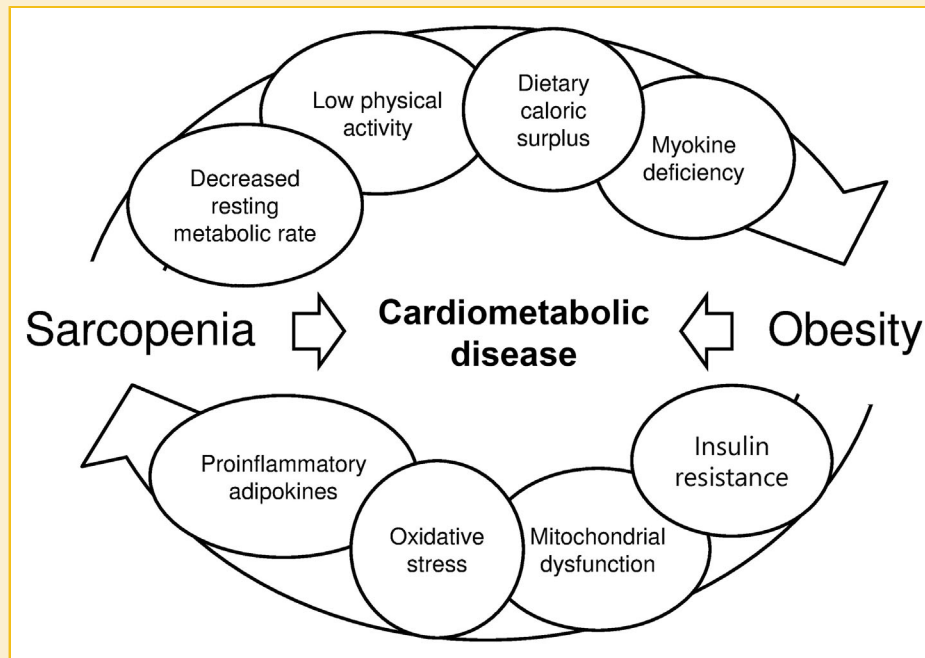 Low physical
activity
Dietary
caloric
surplus
Myokine
deficiency
Decreased
resting
metabolic rate
Sarcopenia
Cardiometabolic
disease
Obesity
Proinflammatory
adipokines
Oxidative
stress
Mitochondrial
dysfunction
Insulin
resistance